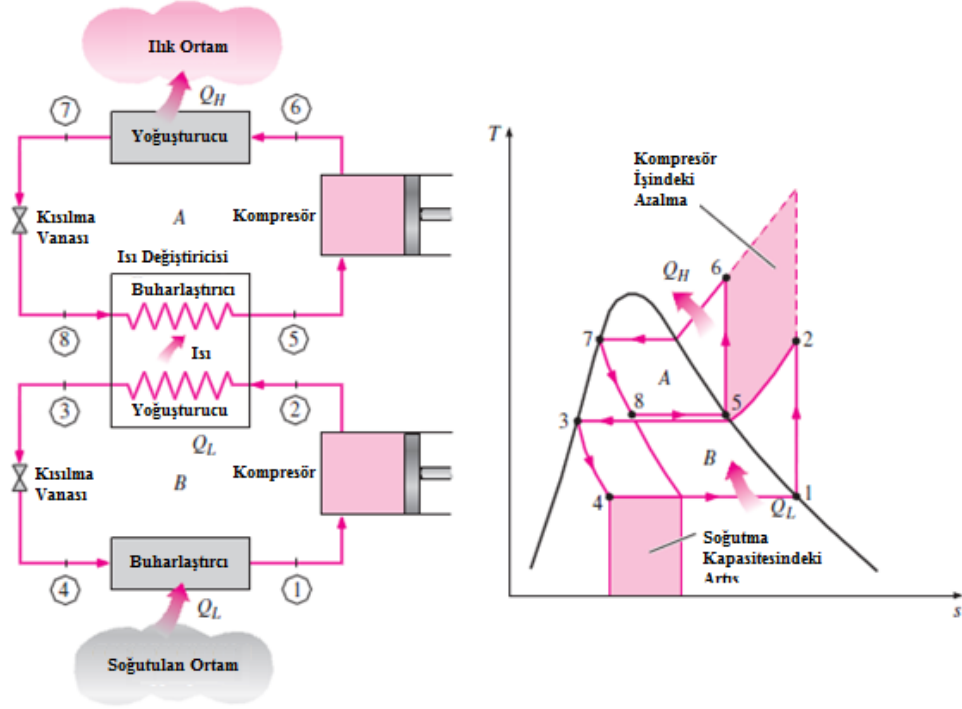 Ilık Ortam
Q_H
7
6
Yoğuşturucu
Kısılma
Vanası
A
Kompresör
Isı Değiştiricisi
Buharlaştırıcı
8
Isı
5
3
Yoğuşturucu
2
Q_L
Kısılma
Vanası
B
Kompresör
Buharlaştırcı
4
1
Q_L
Soğutulan Ortam
T
Kompresör
İşindeki
Azalma
6
Q_H
7
2
A
8
5
3
B
4
1
Q_L
Soğutma
Kapasitesindeki
Artış
s